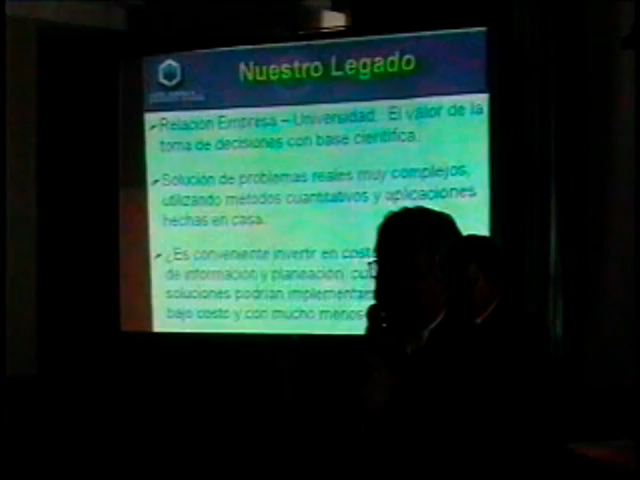 Nuestro Legado
Relación Empresa – Universidad. El valor de la
toma de decisiones con base científica.
Solución de problemas reales muy complejos,
utilizando métodos cuantitativos y aplicaciones
hechas en casa.
¿Es conveniente invertir en
de información y planeación,
soluciones podrían
bajo costo y con mucho menos